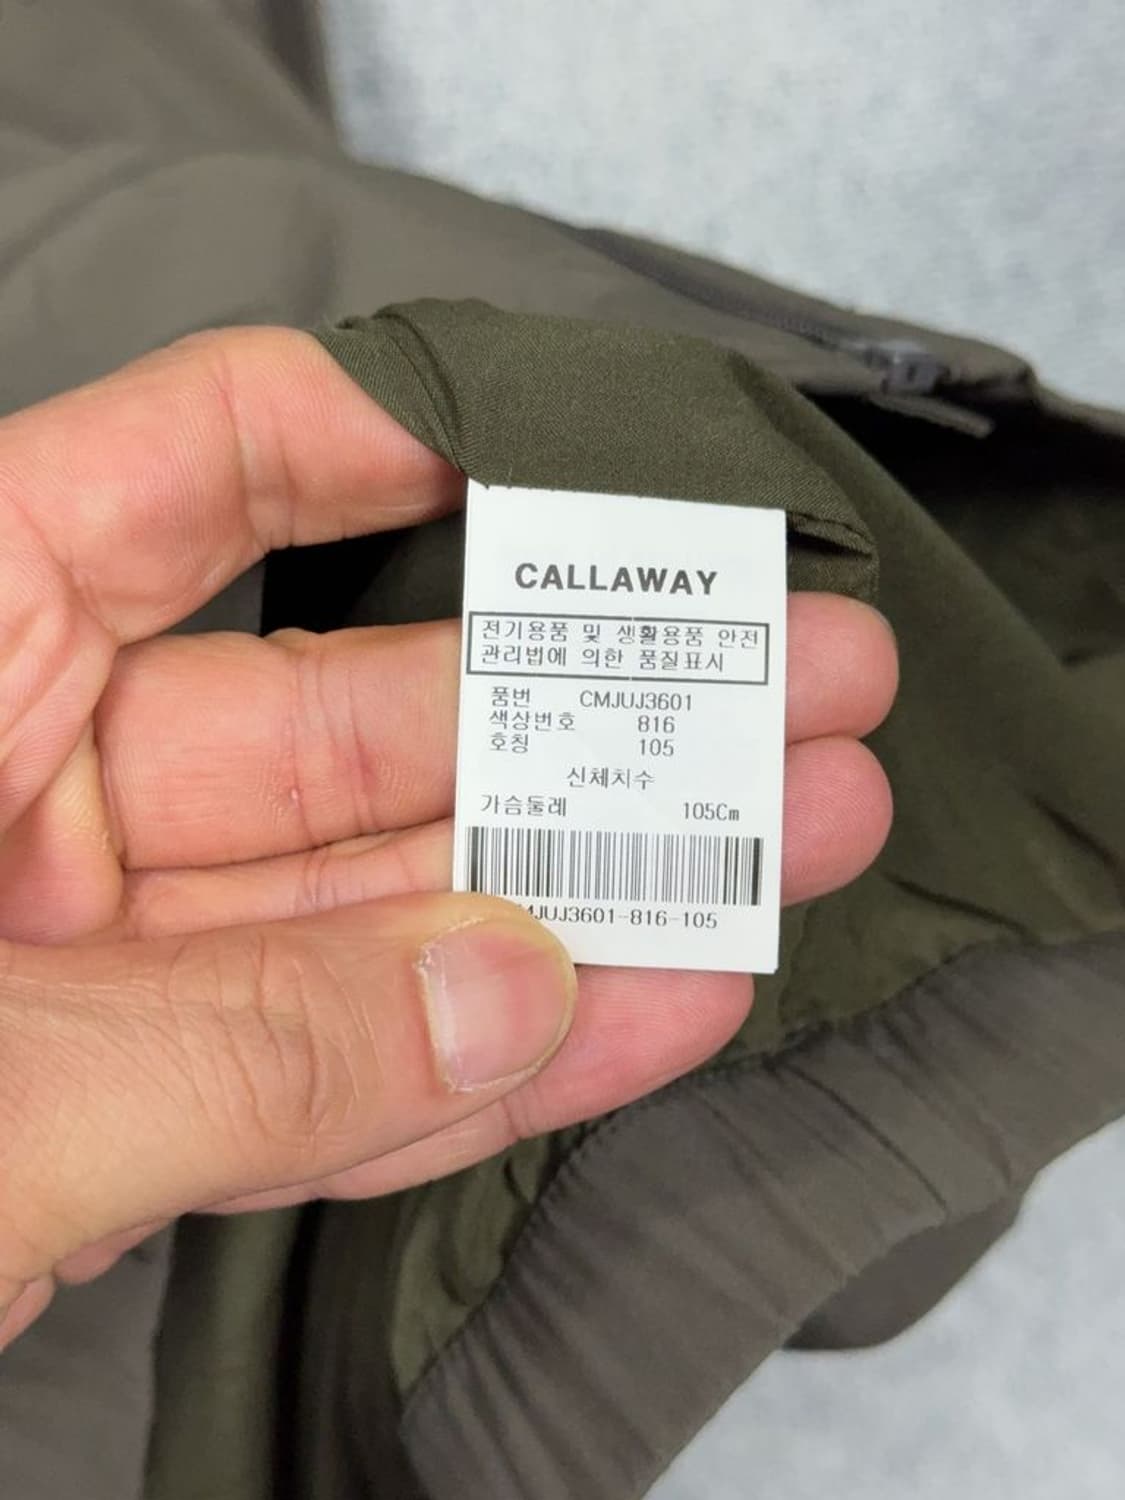 CALLAWAY
전기용품 및 생활용품 안전
관리법에 의한 품질표시
품번 CMJUJ3601
색상번호 816
호칭 105
신체치수
가슴둘레 105Cm
MJUJ3601-816-105